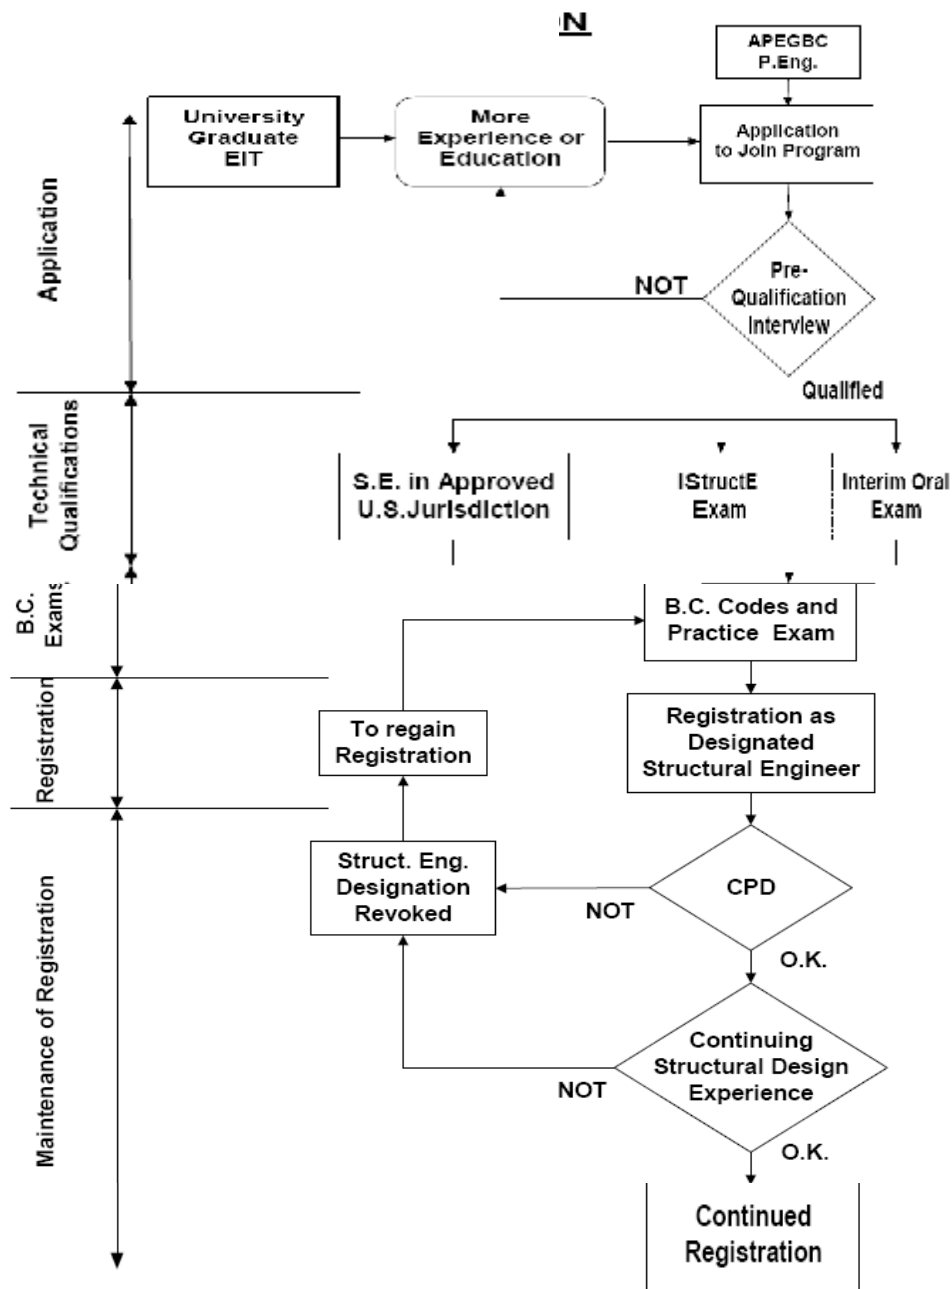 ON
APEGBC
P.Eng.
University
Graduate
EIT
More
Experience or
Education
Application
to Join Program
Application
NOT
Pre-
Qualification
Interview
Qualified
Technical
Qualifications
S.E. in Approved
U.S.Jurisdiction
IStructE
Exam
Interim Oral
Exam
B.C.
Exams
B.C. Codes and
Practice Exam
Registration
To regain
Registration
Registration as
Designated
Structural Engineer
Maintenance of Registration
Struct. Eng.
Designation
Revoked
NOT
CPD
O.K.
NOT
Continuing
Structural Design
Experience
O.K.
Continued
Registration